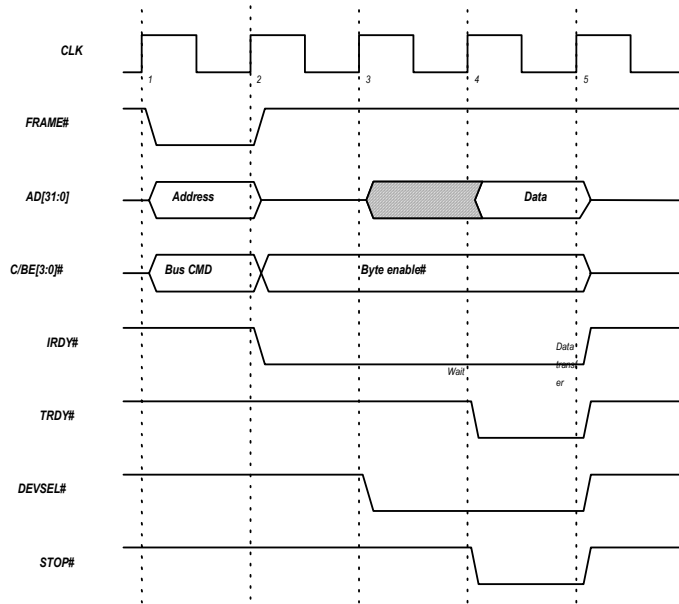 CLK
1 2 3 4 5
FRAME#
AD[31:0] Address Data
C/BE[3:0]# Bus CMD Byte enable#
IRDY#
Data
Wait transf
er
TRDY#
DEVSEL#
STOP#